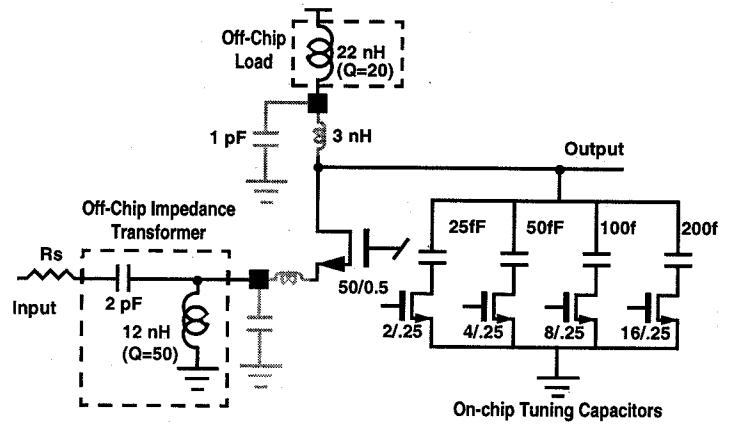 Off-Chip
Load
22 nH
(Q=20)
1 pF
3 nH
Output
Off-Chip Impedance
Transformer
25fF
50fF
100f
200f
Rs
Input
2 pF
50/0.5
12 nH
(Q=50)
2/.25
4/.25
8/.25
16/.25
On-chip Tuning Capacitors